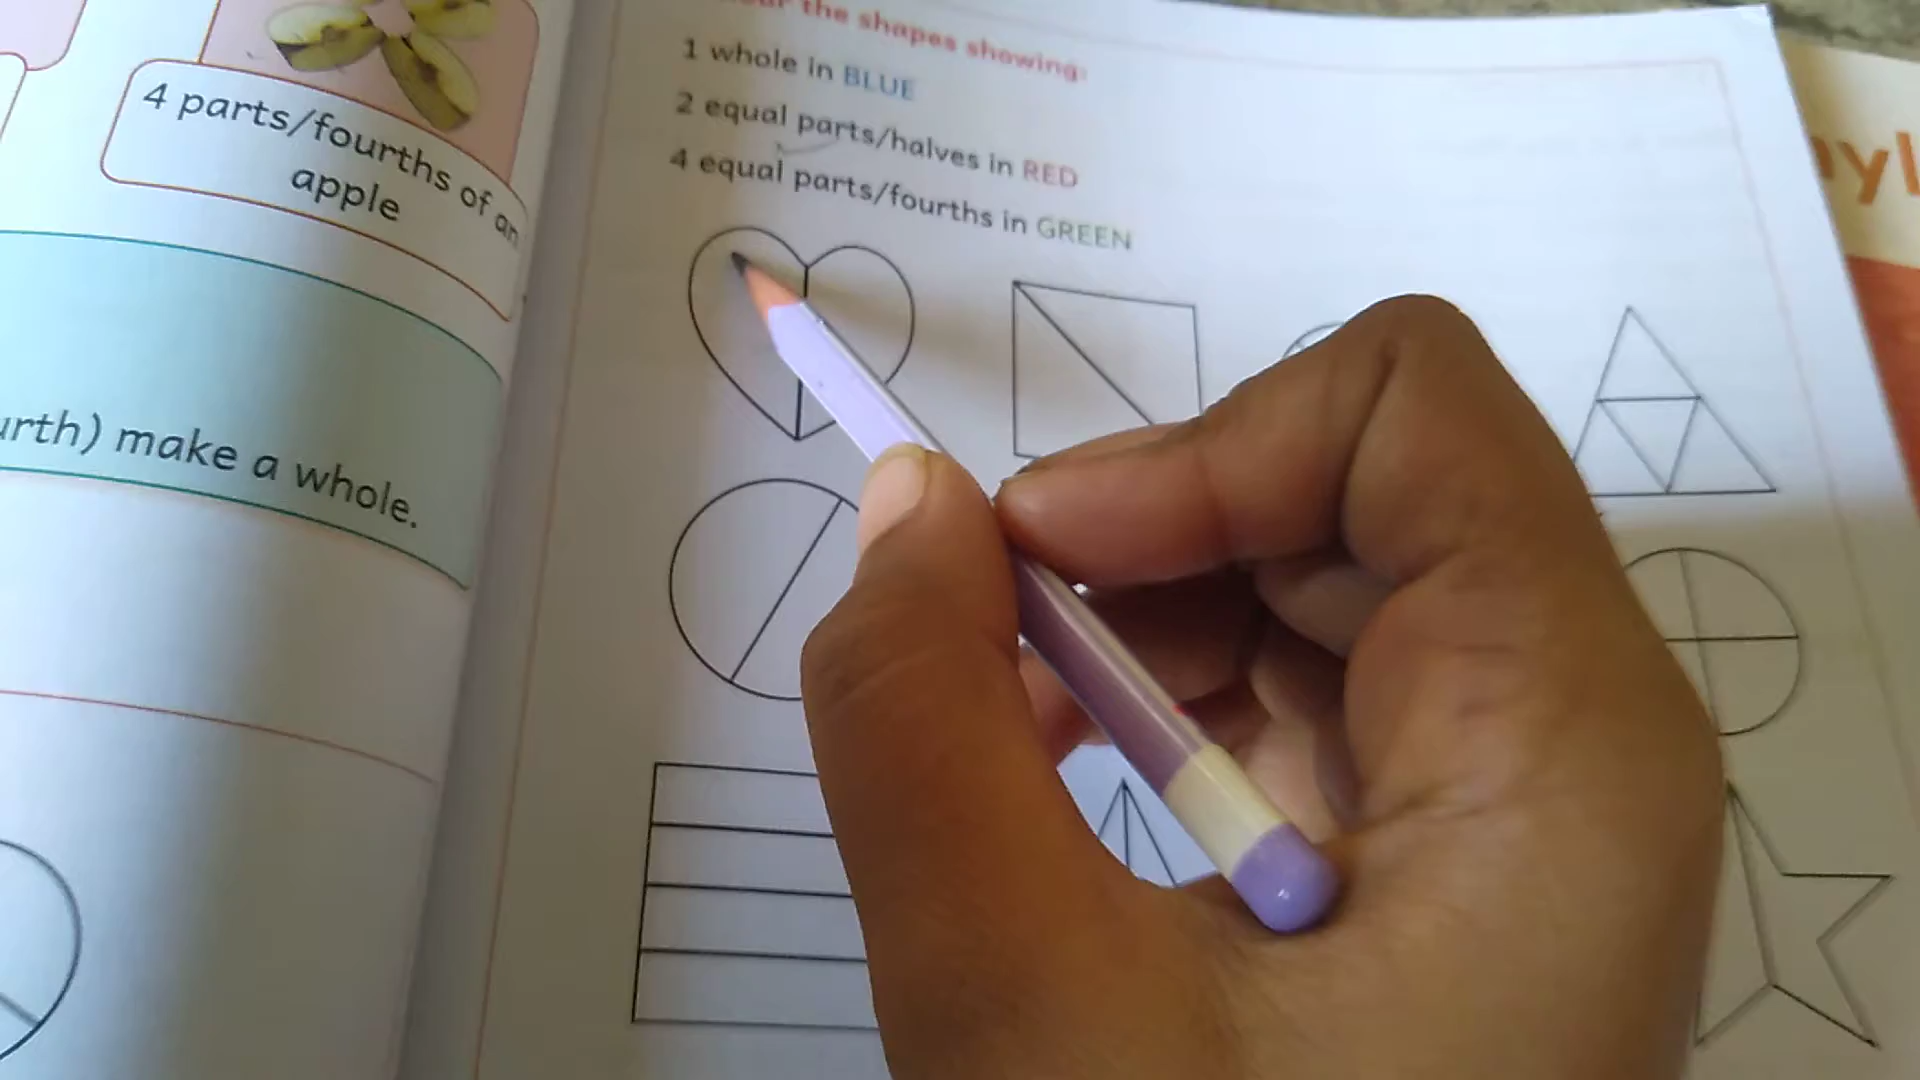 4 parts/fourths of an
apple
make a whole.
the shapes showing:
1 whole in BLUE
2 equal parts/halves in RED
4 equal parts/fourths in GREEN